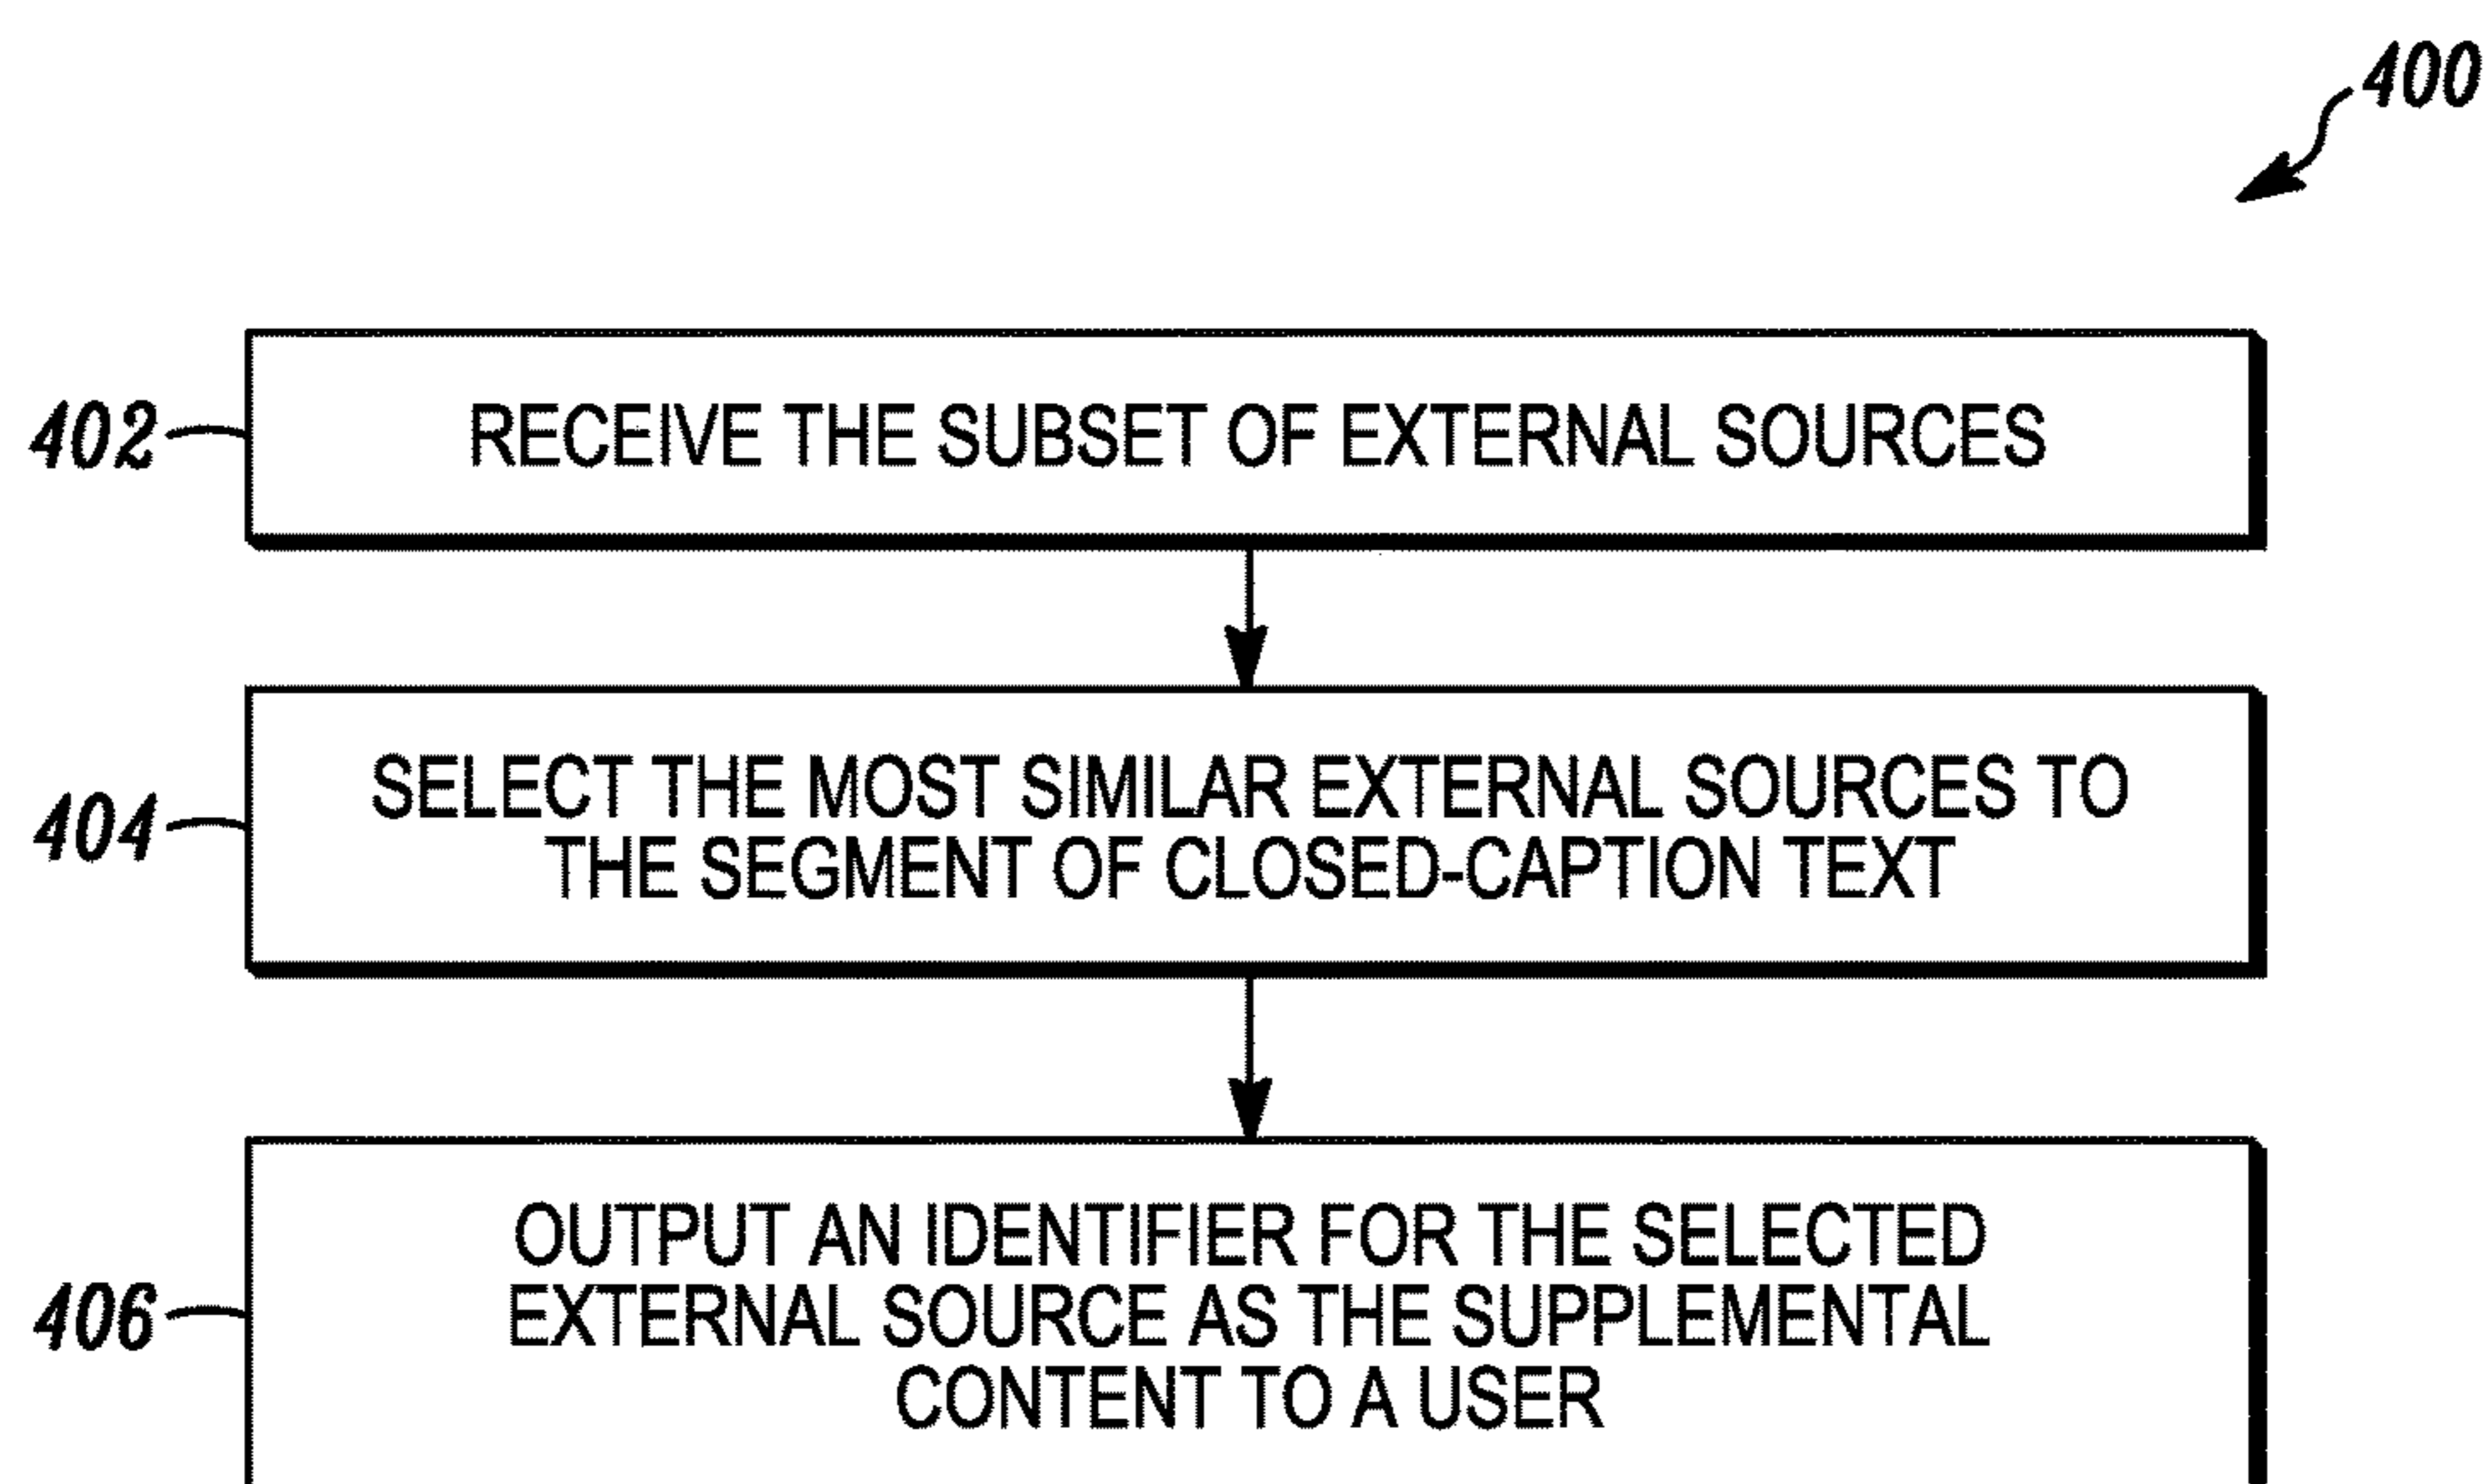 400
402
RECEIVE THE SUBSET OF EXTERNAL SOURCES
404
SELECT THE MOST SIMILAR EXTERNAL SOURCES TO
THE SEGMENT OF CLOSED-CAPTION TEXT
406
OUTPUT AN IDENTIFIER FOR THE SELECTED
EXTERNAL SOURCE AS THE SUPPLEMENTAL
CONTENT TO A USER